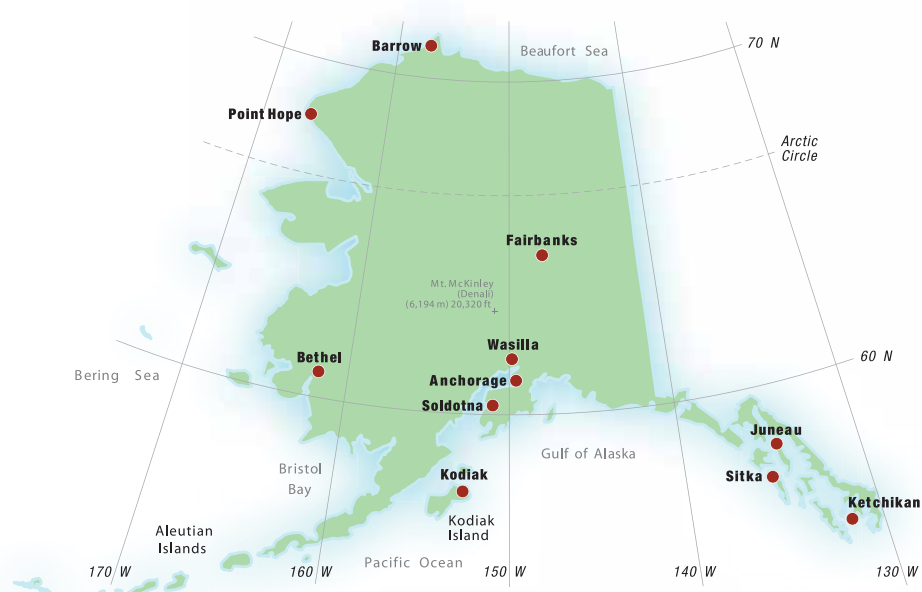 70 N
Barrow
Beaufort Sea
Point Hope
Arctic
Circle
Fairbanks
Mt. McKinley
(Denali)
(6,194 m) 20,320 ft
Wasilla
Bethel
60 N
Bering Sea
Anchorage
Soldotna
Juneau
Gulf of Alaska
Bristol
Bay
Kodiak
Sitka
Ketchikan
Kodiak
Island
Aleutian
Islands
Pacific Ocean
170 W
160 W
150 W
140 W
130 W